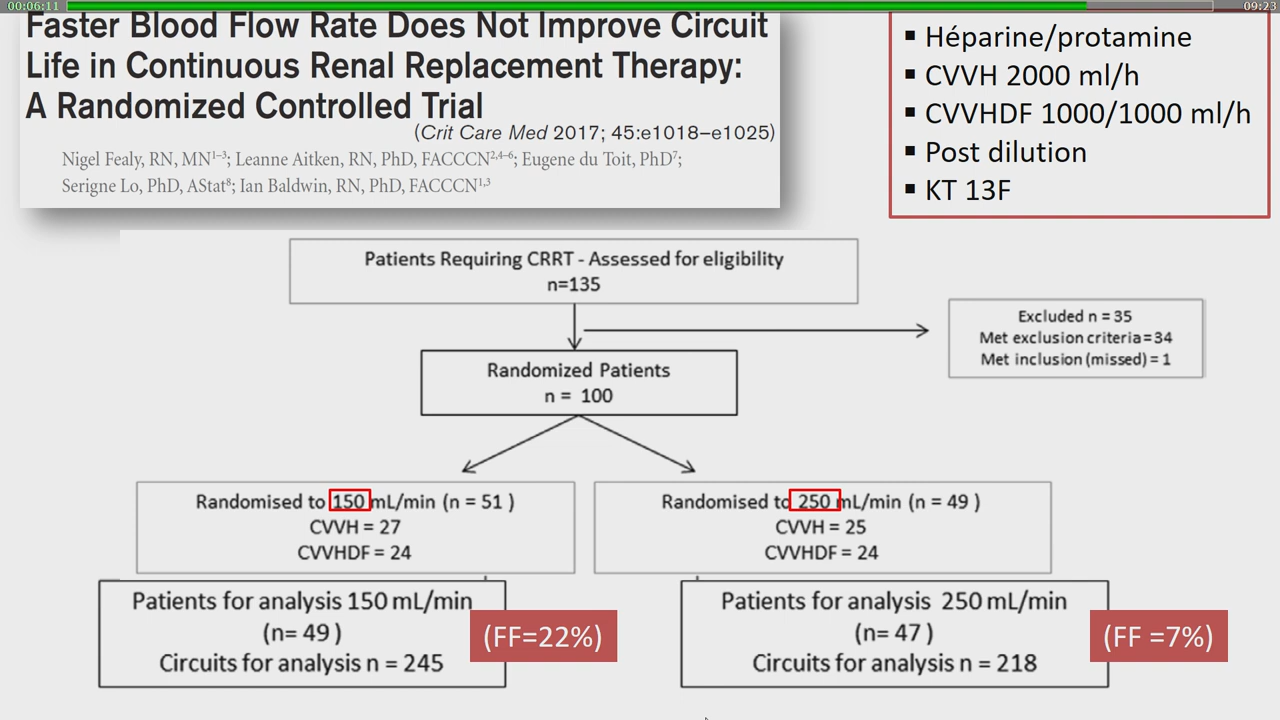 00:06:11
09:23
Faster Blood Flow Rate Does Not Improve Circuit
Life in Continuous Renal Replacement Therapy:
A Randomized Controlled Trial
(Crit Care Med 2017; 45:e1018–e1025)
Nigel Fealy, RN, MN1–3; Leanne Aitken, RN, PhD, FACCCN2,4–6; Eugene du Toit, PhD7;
Serigne Lo, PhD, AStat8; Ian Baldwin, RN, PhD, FACCCN1,3
▪ Héparine/protamine
▪ CVVH 2000 ml/h
▪ CVVHDF 1000/1000 ml/h
▪ Post dilution
▪ KT 13F
Patients Requiring CRRT - Assessed for eligibility
n=135
Excluded n = 35
Met exclusion criteria = 34
Met inclusion (missed) = 1
Randomized Patients
n = 100
Randomised to 150 mL/min (n = 51 )
CVVH = 27
CVVHDF = 24
Randomised to 250 mL/min (n = 49 )
CVVH = 25
CVVHDF = 24
Patients for analysis 150 mL/min
(n= 49 )
Circuits for analysis n = 245
(FF=22%)
Patients for analysis 250 mL/min
(n= 47 )
Circuits for analysis n = 218
(FF =7%)